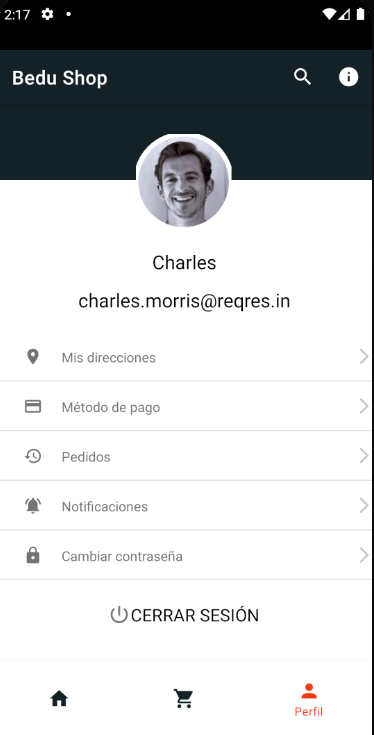 2:17
Bedu Shop
Charles
charles.morris@reqres.in
Mis direcciones
Método de pago
Pedidos
Notificaciones
Cambiar contraseña
CERRAR SESIÓN
Perfil